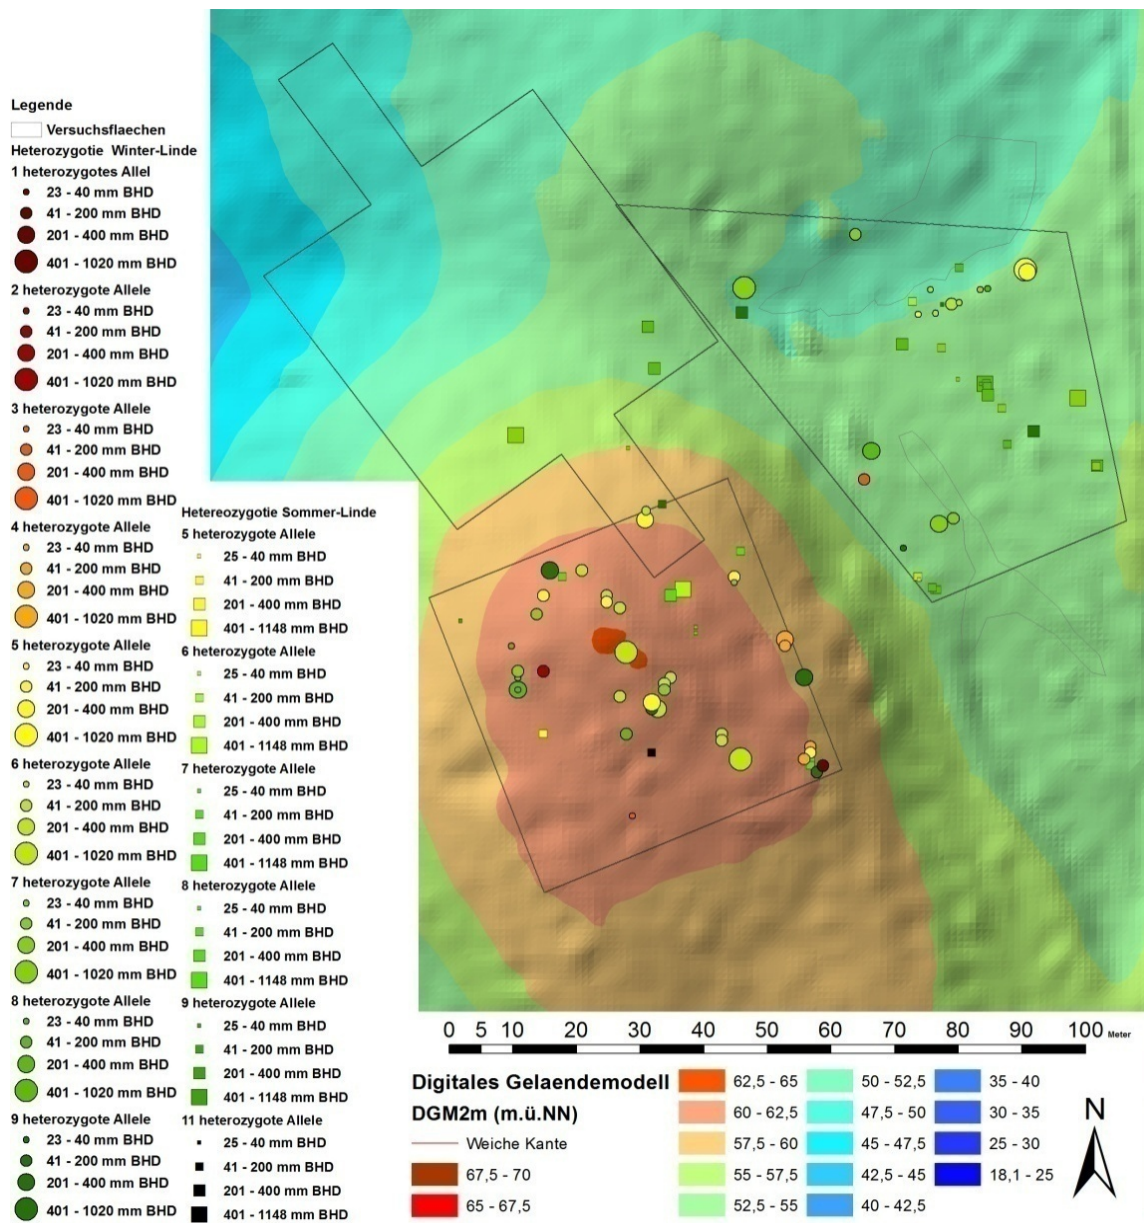 Legende
Versuchsflaechen
Heterozygotie Winter-Linde
1 heterozygotes Allel
23 - 40 mm BHD
41 - 200 mm BHD
201 - 400 mm BHD
401 - 1020 mm BHD
2 heterozygote Allele
23 - 40 mm BHD
41 - 200 mm BHD
201 - 400 mm BHD
401 - 1020 mm BHD
3 heterozygote Allele
23 - 40 mm BHD
41 - 200 mm BHD
201 - 400 mm BHD
401 - 1020 mm BHD
4 heterozygote Allele
23 - 40 mm BHD
41 - 200 mm BHD
201 - 400 mm BHD
401 - 1020 mm BHD
5 heterozygote Allele
23 - 40 mm BHD
41 - 200 mm BHD
201 - 400 mm BHD
401 - 1020 mm BHD
6 heterozygote Allele
23 - 40 mm BHD
41 - 200 mm BHD
201 - 400 mm BHD
401 - 1020 mm BHD
7 heterozygote Allele
23 - 40 mm BHD
41 - 200 mm BHD
201 - 400 mm BHD
401 - 1020 mm BHD
8 heterozygote Allele
23 - 40 mm BHD
41 - 200 mm BHD
201 - 400 mm BHD
401 - 1020 mm BHD
9 heterozygote Allele
23 - 40 mm BHD
41 - 200 mm BHD
201 - 400 mm BHD
401 - 1020 mm BHD
Hetereozygotie Sommer-Linde
5 heterozygote Allele
25 - 40 mm BHD
41 - 200 mm BHD
201 - 400 mm BHD
401 - 1148 mm BHD
6 heterozygote Allele
25 - 40 mm BHD
41 - 200 mm BHD
201 - 400 mm BHD
401 - 1148 mm BHD
7 heterozygote Allele
25 - 40 mm BHD
41 - 200 mm BHD
201 - 400 mm BHD
401 - 1148 mm BHD
8 heterozygote Allele
25 - 40 mm BHD
41 - 200 mm BHD
201 - 400 mm BHD
401 - 1148 mm BHD
9 heterozygote Allele
25 - 40 mm BHD
41 - 200 mm BHD
201 - 400 mm BHD
401 - 1148 mm BHD
11 heterozygote Allele
25 - 40 mm BHD
41 - 200 mm BHD
201 - 400 mm BHD
401 - 1148 mm BHD
0 5 10 20 30 40 50 60 70 80 90 100 Meter
Digitales Gelaendemodell
DGM2m (m.ü.NN)
Weiche Kante
67,5 - 70
65 - 67,5
62,5 - 65
60 - 62,5
57,5 - 60
55 - 57,5
52,5 - 55
50 - 52,5
47,5 - 50
45 - 47,5
42,5 - 45
40 - 42,5
35 - 40
30 - 35
25 - 30
18,1 - 25
N